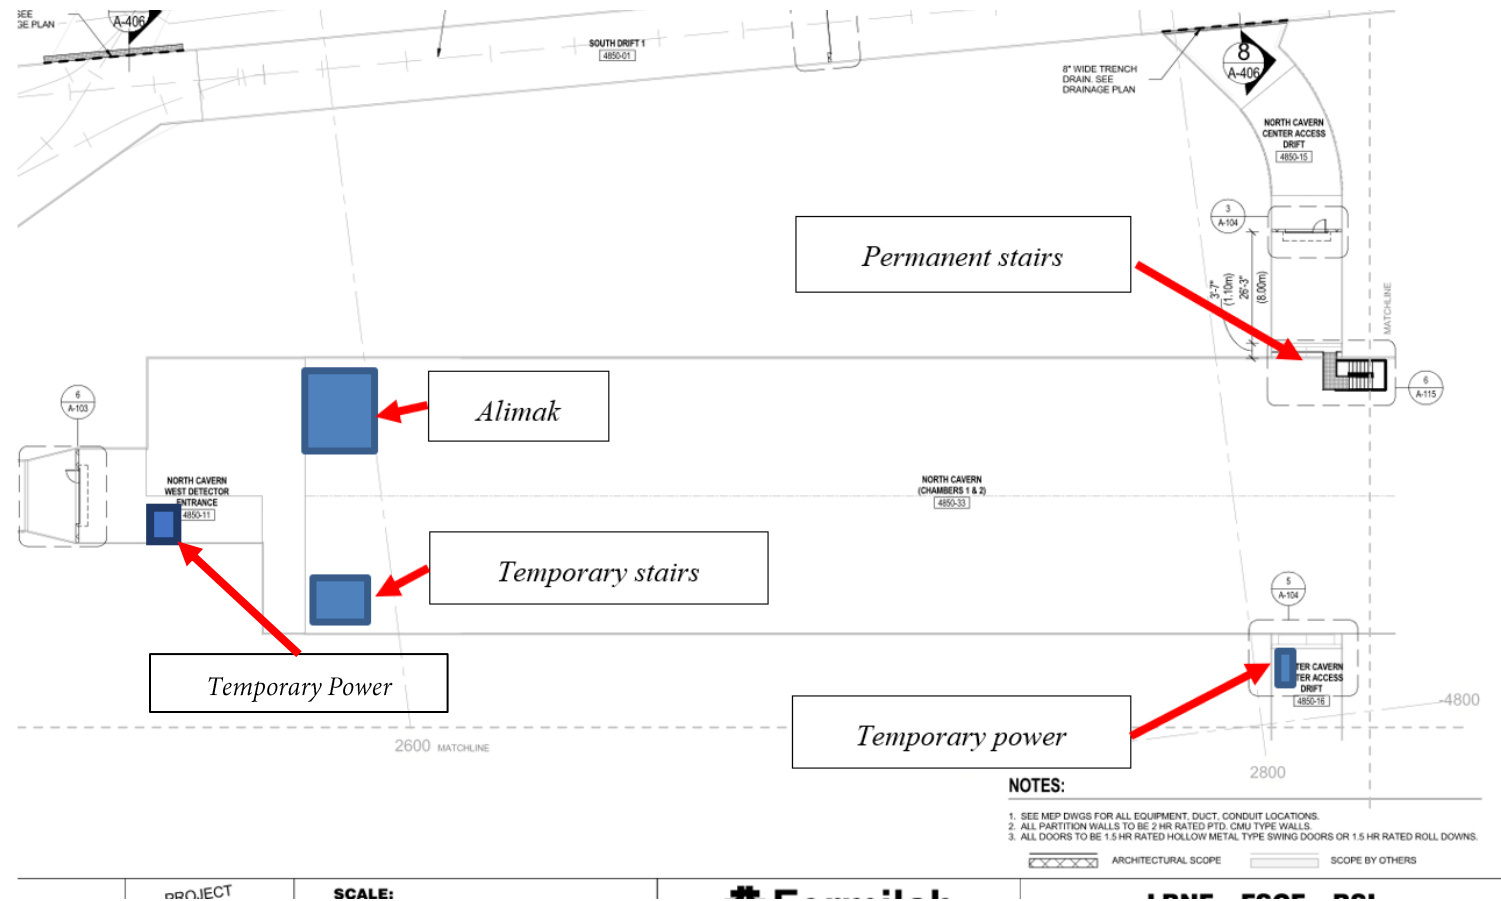 SEE
GE PLAN
A-406
SOUTH DRIFT 1
4850-01
8" WIDE TRENCH
DRAIN. SEE
DRAINAGE PLAN
8
A-406
NORTH CAVERN
CENTER ACCESS
DRIFT
4850-15
3
A-104
Permanent stairs
3'-7"
(1.10m)
26'-3"
(8.00m)
MATCHLINE
6
A-115
Alimak
6
A-103
NORTH CAVERN
WEST DETECTOR
ENTRANCE
4850-11
NORTH CAVERN
(CHAMBERS 1 & 2)
4850-33
Temporary stairs
5
A-104
Temporary Power
TER CAVERN
TER ACCESS
DRIFT
4850-16
Temporary power
-4800
2600 MATCHLINE
2800
NOTES:
1. SEE MEP DWGS FOR ALL EQUIPMENT, DUCT, CONDUIT LOCATIONS.
2. ALL PARTITION WALLS TO BE 2 HR RATED PTD. CMU TYPE WALLS.
3. ALL DOORS TO BE 1.5 HR RATED HOLLOW METAL TYPE SWING DOORS OR 1.5 HR RATED ROLL DOWNS.
ARCHITECTURAL SCOPE
SCOPE BY OTHERS
PROJECT
SCALE:
Fermilab